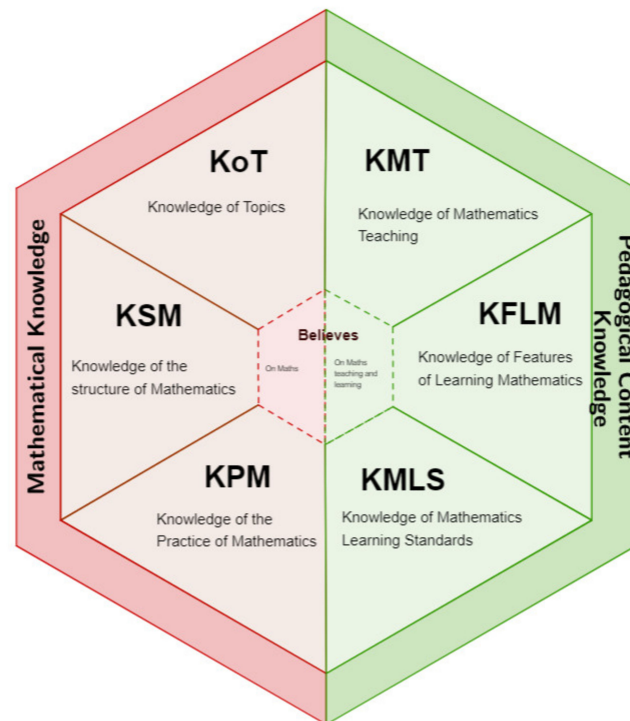 KoT
Knowledge of Topics
KMT
Knowledge of Mathematics
Teaching
Mathematical Knowledge
KSM
Knowledge of the
structure of Mathematics
Believes
On Maths
On Maths
teaching and
learning
KFLM
Knowledge of Features
of Learning Mathematics
Pedagogical Content
Knowledge
KPM
Knowledge of the
Practice of Mathematics
KMLS
Knowledge of Mathematics
Learning Standards